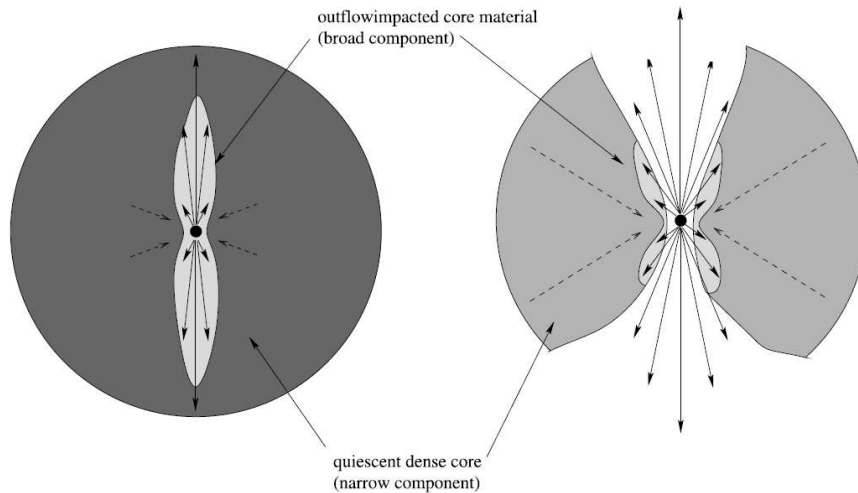 outflowimpacted core material
(broad component)
quiescent dense core
(narrow component)